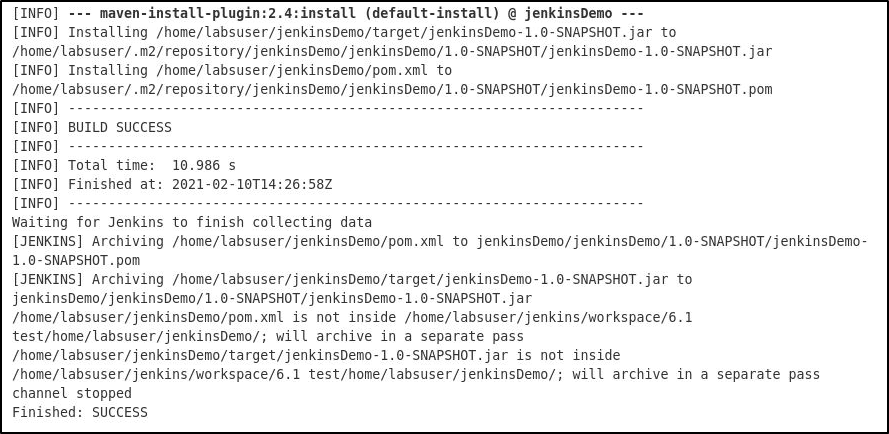 [INFO] --- maven-install-plugin:2.4:install (default-install) @ jenkinsDemo ---
[INFO] Installing /home/labsuser/jenkinsDemo/target/jenkinsDemo-1.0-SNAPSHOT.jar to
/home/labsuser/.m2/repository/jenkinsDemo/jenkinsDemo/1.0-SNAPSHOT/jenkinsDemo-1.0-SNAPSHOT.jar
[INFO] Installing /home/labsuser/jenkinsDemo/pom.xml to
/home/labsuser/.m2/repository/jenkinsDemo/jenkinsDemo/1.0-SNAPSHOT/jenkinsDemo-1.0-SNAPSHOT.pom
[INFO] ------------------------------------------------------------------------
[INFO] BUILD SUCCESS
[INFO] ------------------------------------------------------------------------
[INFO] Total time:  10.986 s
[INFO] Finished at: 2021-02-10T14:26:58Z
[INFO] ------------------------------------------------------------------------
Waiting for Jenkins to finish collecting data
[JENKINS] Archiving /home/labsuser/jenkinsDemo/pom.xml to jenkinsDemo/jenkinsDemo/1.0-SNAPSHOT/jenkinsDemo-
1.0-SNAPSHOT.pom
[JENKINS] Archiving /home/labsuser/jenkinsDemo/target/jenkinsDemo-1.0-SNAPSHOT.jar to
jenkinsDemo/jenkinsDemo/1.0-SNAPSHOT/jenkinsDemo-1.0-SNAPSHOT.jar
/home/labsuser/jenkinsDemo/pom.xml is not inside /home/labsuser/jenkins/workspace/6.1
test/home/labsuser/jenkinsDemo/; will archive in a separate pass
/home/labsuser/jenkinsDemo/target/jenkinsDemo-1.0-SNAPSHOT.jar is not inside
/home/labsuser/jenkins/workspace/6.1 test/home/labsuser/jenkinsDemo/; will archive in a separate pass
channel stopped
Finished: SUCCESS